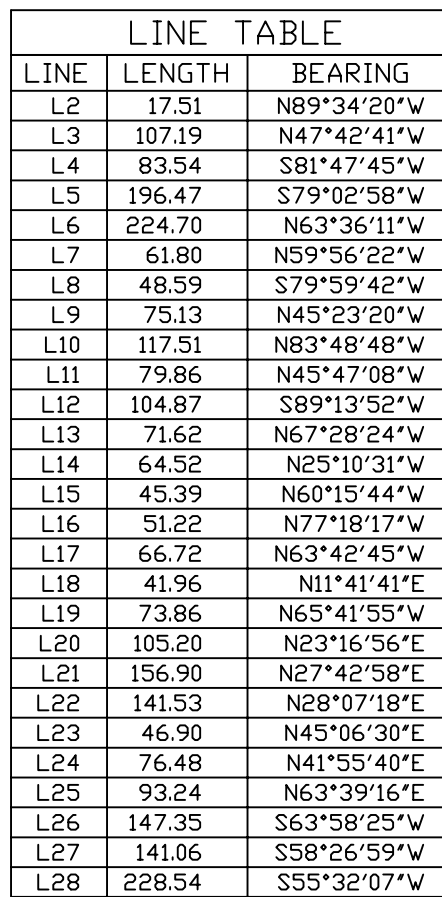 LINE TABLE
LINE LENGTH BEARING
L2 17.51 N89°34'20"W
L3 107.19 N47°42'41"W
L4 83.54 S81°47'45"W
L5 196.47 S79°02'58"W
L6 224.70 N63°36'11"W
L7 61.80 N59°56'22"W
L8 48.59 S79°59'42"W
L9 75.13 N45°23'20"W
L10 117.51 N83°48'48"W
L11 79.86 N45°47'08"W
L12 104.87 S89°13'52"W
L13 71.62 N67°28'24"W
L14 64.52 N25°10'31"W
L15 45.39 N60°15'44"W
L16 51.22 N77°18'17"W
L17 66.72 N63°42'45"W
L18 41.96 N11°41'41"E
L19 73.86 N65°41'55"W
L20 105.20 N23°16'56"E
L21 156.90 N27°42'58"E
L22 141.53 N28°07'18"E
L23 46.90 N45°06'30"E
L24 76.48 N41°55'40"E
L25 93.24 N63°39'16"E
L26 147.35 S63°58'25"W
L27 141.06 S58°26'59"W
L28 228.54 S55°32'07"W